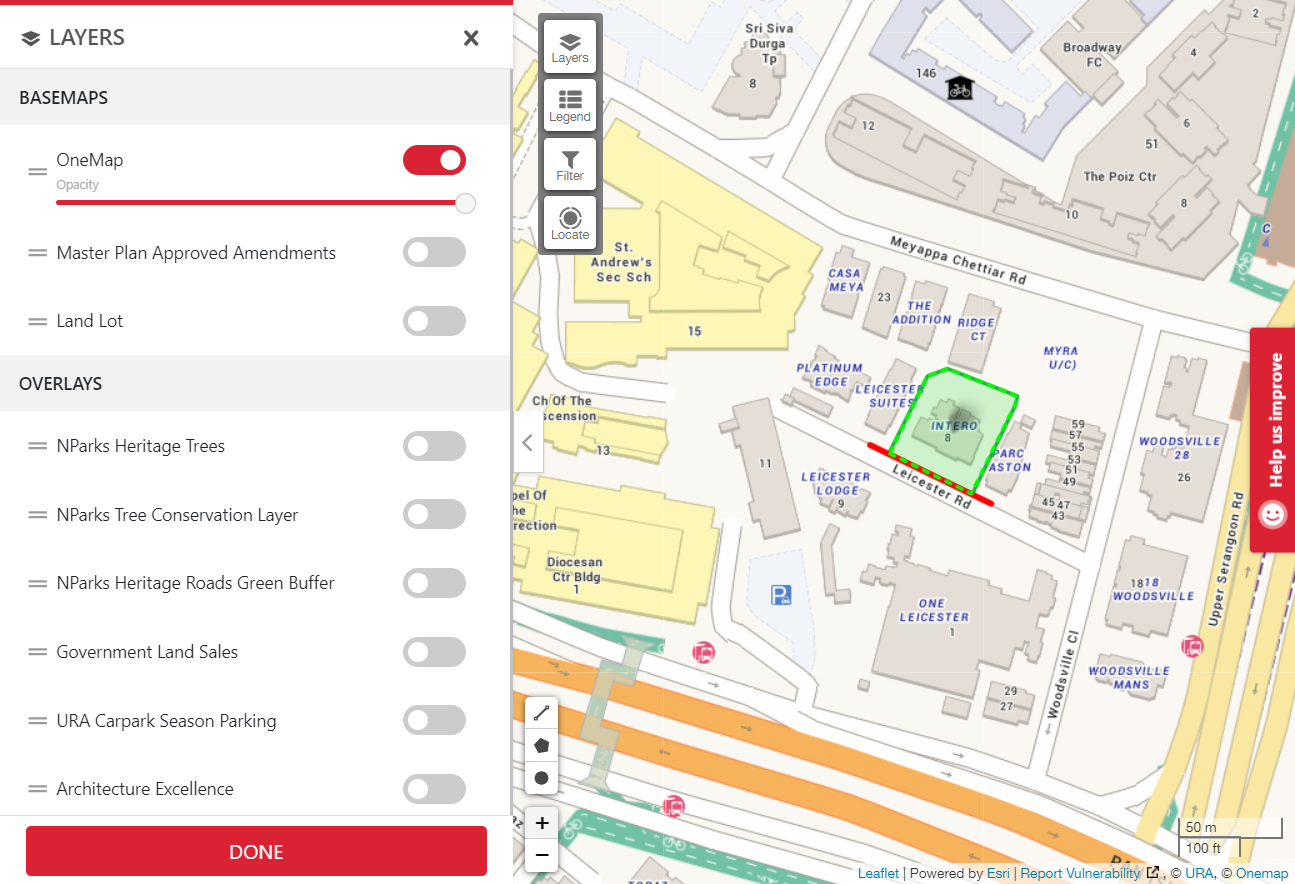 LAYERS
BASEMAPS
OneMap
Opacity
Master Plan Approved Amendments
Land Lot
OVERLAYS
NParks Heritage Trees
NParks Tree Conservation Layer
NParks Heritage Roads Green Buffer
Government Land Sales
URA Carpark Season Parking
Architecture Excellence
DONE
Layers
Legend
Filter
Locate
Sri Siva
Durga
Tp
8
146
Broadway
FC
2
4
12
6
51
The Poiz Ctr
8
10
C
Meyappa Chettiar Rd
St.
Andrew's
Sec Sch
15
CASA
MEYA
23
THE
ADDITION
RIDGE
CT
MYRA
U/C)
PLATINUM
EDGE
LEICESTER
SUITES
INTERO
8
PARC
ASTON
59
57
55
53
51
49
45
47
43
WOODSVILLE
28
26
Ch Of The
scension
13
11
LEICESTER
LODGE
9
Leicester Rd
pel Of
he
rrection
Diocesan
Ctr Bldg
1
P
ONE
LEICESTER
1
18
18
WOODSVILLE
Upper Serangoon Rd
WOODSVILLE
MANS
29
27
Woodsville Cl
Help us improve
+
−
50 m
100 ft
Leaflet | Powered by Esri | Report Vulnerability , © URA, © Onemap